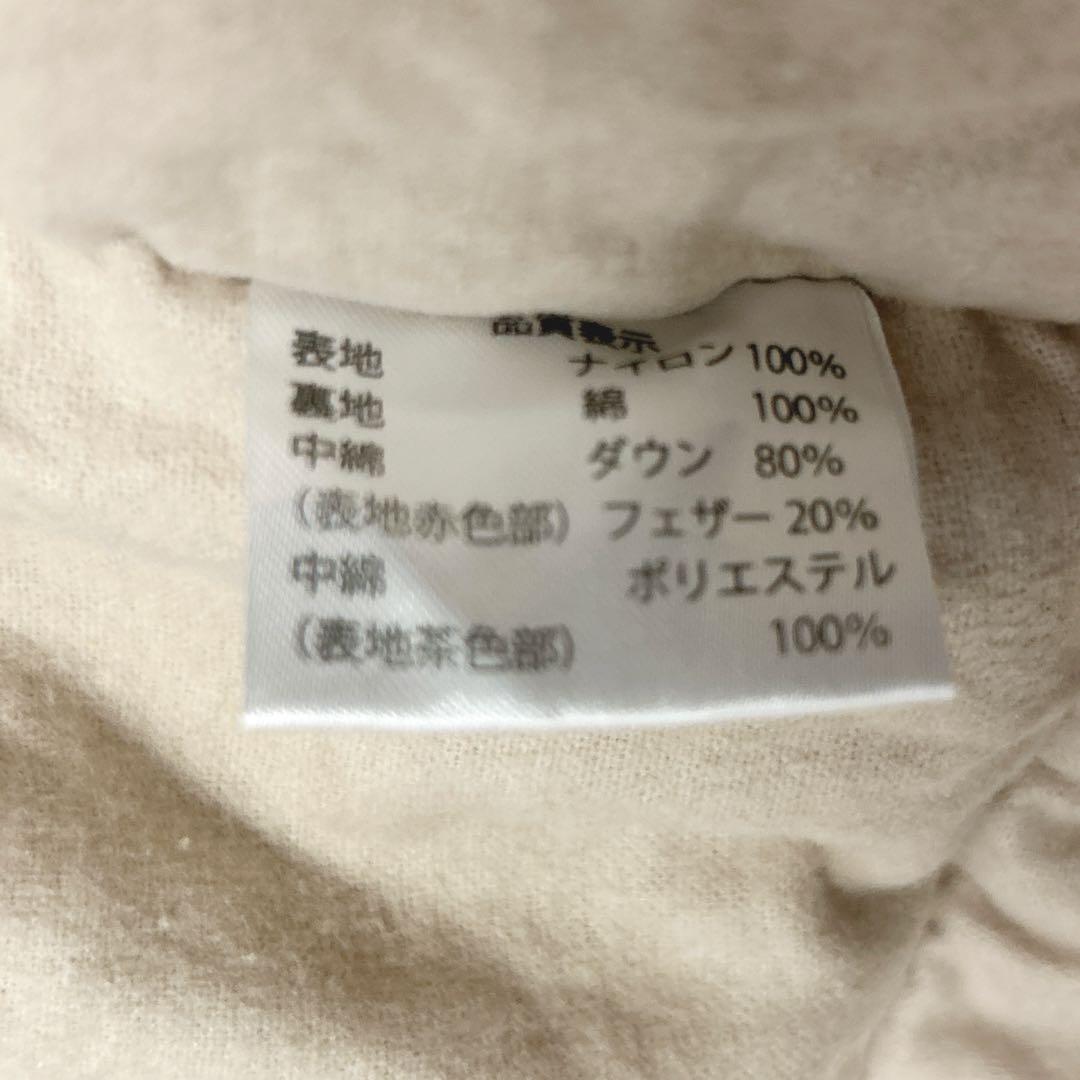 品質表示
表地 ナイロン 100%
裏地 綿 100%
中綿 ダウン 80%
（表地赤色部） フェザー 20%
中綿 ポリエステル
（表地茶色部） 100%